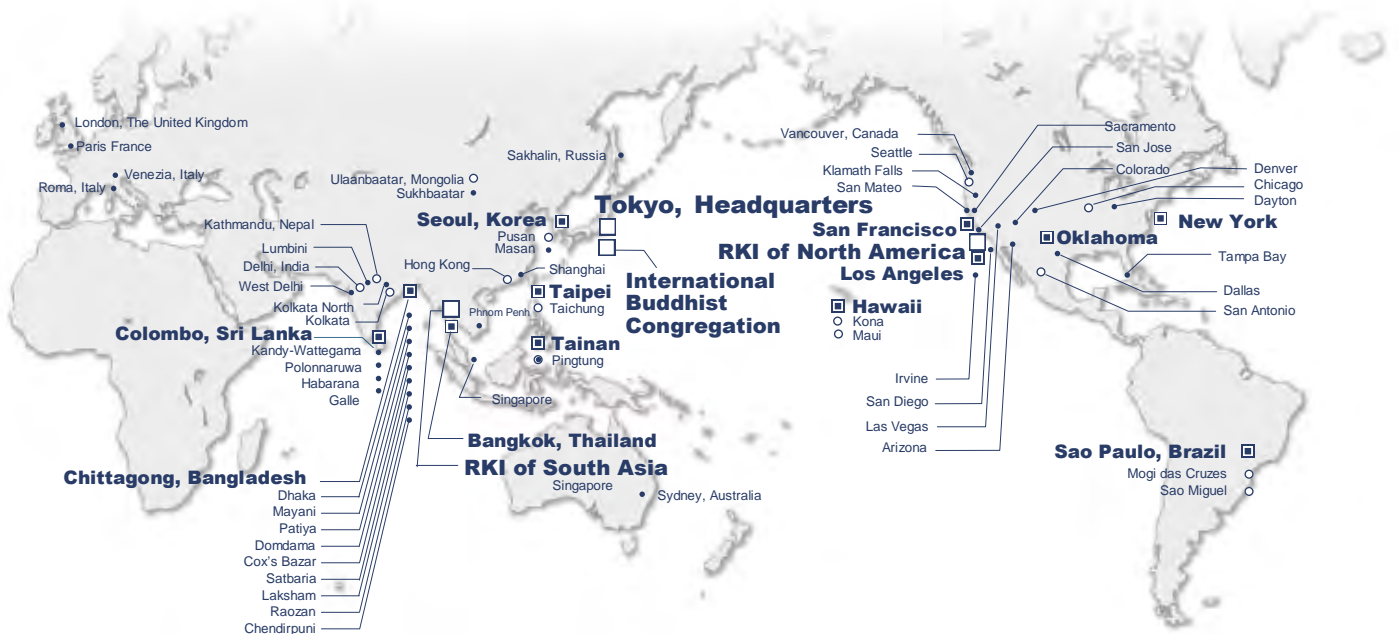 London, The United Kingdom
Paris France
Venezia, Italy
Roma, Italy
Ulaanbaatar, Mongolia
Sukhbaatar
Sakhalin, Russia
Kathmandu, Nepal
Lumbini
Delhi, India
West Delhi
Kolkata North
Kolkata
Colombo, Sri Lanka
Kandy-Wattegama
Polonnaruwa
Habarana
Galle
Seoul, Korea
Pusan
Masan
Tokyo, Headquarters
International
Buddhist
Congregation
Hong Kong
Shanghai
Taipei
Taichung
Phnom Penh
Tainan
Pingtung
Singapore
Bangkok, Thailand
RKI of South Asia
Singapore
Sydney, Australia
Chittagong, Bangladesh
Dhaka
Mayani
Patiya
Domdama
Cox's Bazar
Satbaria
Laksham
Raozan
Chendirpuni
Vancouver, Canada
Seattle
Klamath Falls
San Mateo
San Francisco
RKI of North America
Los Angeles
Hawaii
Kona
Maui
Irvine
San Diego
Las Vegas
Arizona
Sacramento
San Jose
Colorado
Denver
Chicago
Dayton
New York
Oklahoma
Tampa Bay
Dallas
San Antonio
Sao Paulo, Brazil
Mogi das Cruzes
Sao Miguel